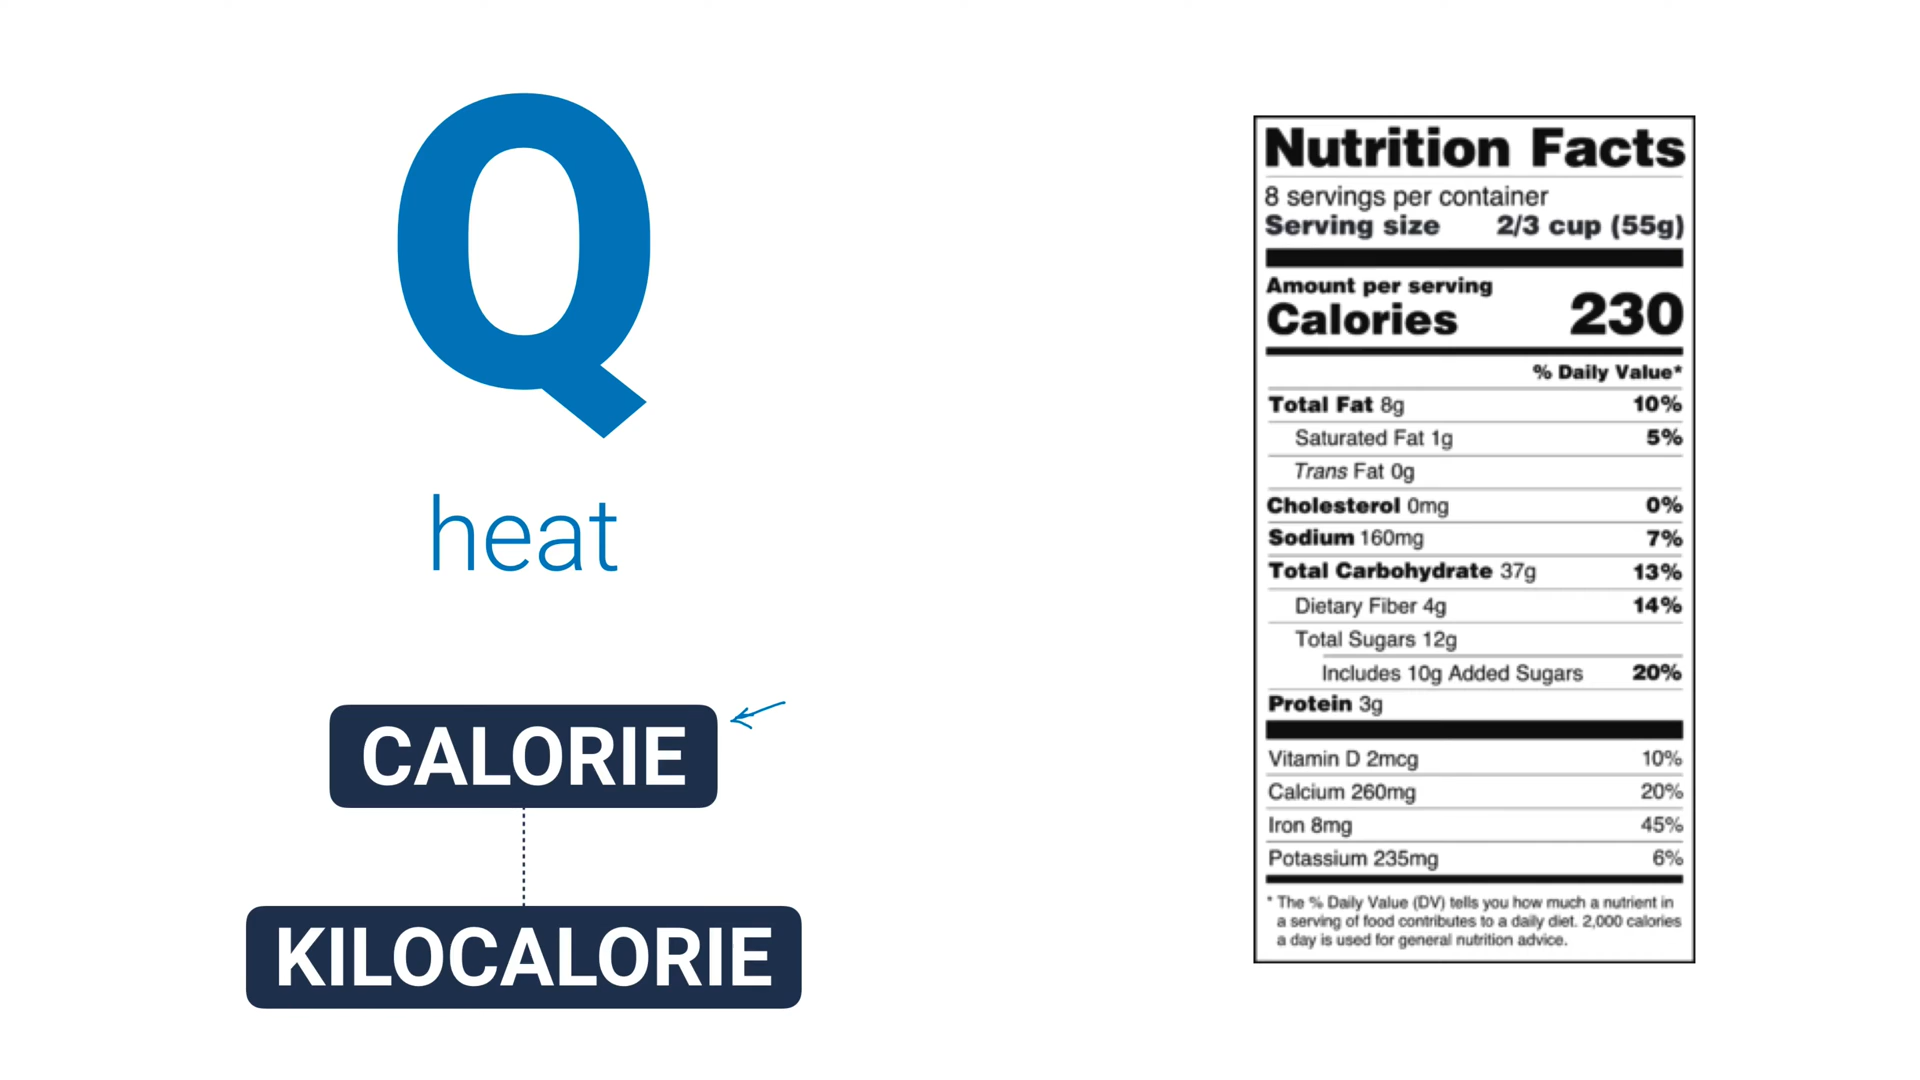 Q
heat
CALORIE
KILOCALORIE
Nutrition Facts
8 servings per container
Serving size 2/3 cup (55g)
Amount per serving
Calories 230
% Daily Value*
Total Fat 8g 10%
Saturated Fat 1g 5%
Trans Fat 0g
Cholesterol 0mg 0%
Sodium 160mg 7%
Total Carbohydrate 37g 13%
Dietary Fiber 4g 14%
Total Sugars 12g
Includes 10g Added Sugars 20%
Protein 3g
Vitamin D 2mcg 10%
Calcium 260mg 20%
Iron 8mg 45%
Potassium 235mg 6%
* The % Daily Value (DV) tells you how much a nutrient in
a serving of food contributes to a daily diet. 2,000 calories
a day is used for general nutrition advice.